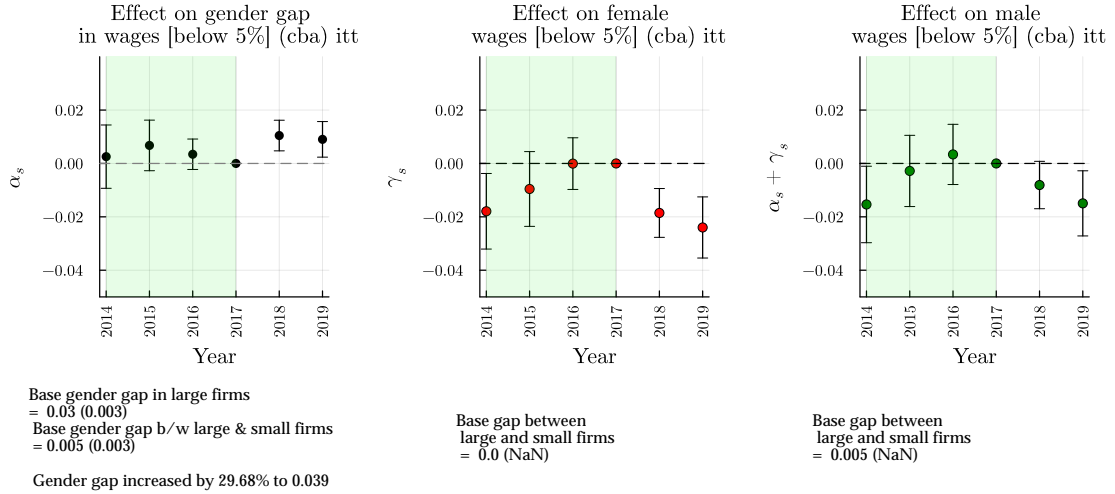 Effect on gender gap
in wages [below 5%] (cba) itt
α_s
0.02
0.00
−0.02
−0.04
2014
2015
2016
2017
2018
2019
Year
Base gender gap in large firms
= 0.03 (0.003)
Base gender gap b/w large & small firms
= 0.005 (0.003)
Gender gap increased by 29.68% to 0.039
Effect on female
wages [below 5%] (cba) itt
γ_s
0.02
0.00
−0.02
−0.04
2014
2015
2016
2017
2018
2019
Year
Base gap between
large and small firms
= 0.0 (NaN)
Effect on male
wages [below 5%] (cba) itt
α_s + γ_s
0.02
0.00
−0.02
−0.04
2014
2015
2016
2017
2018
2019
Year
Base gap between
large and small firms
= 0.005 (NaN)